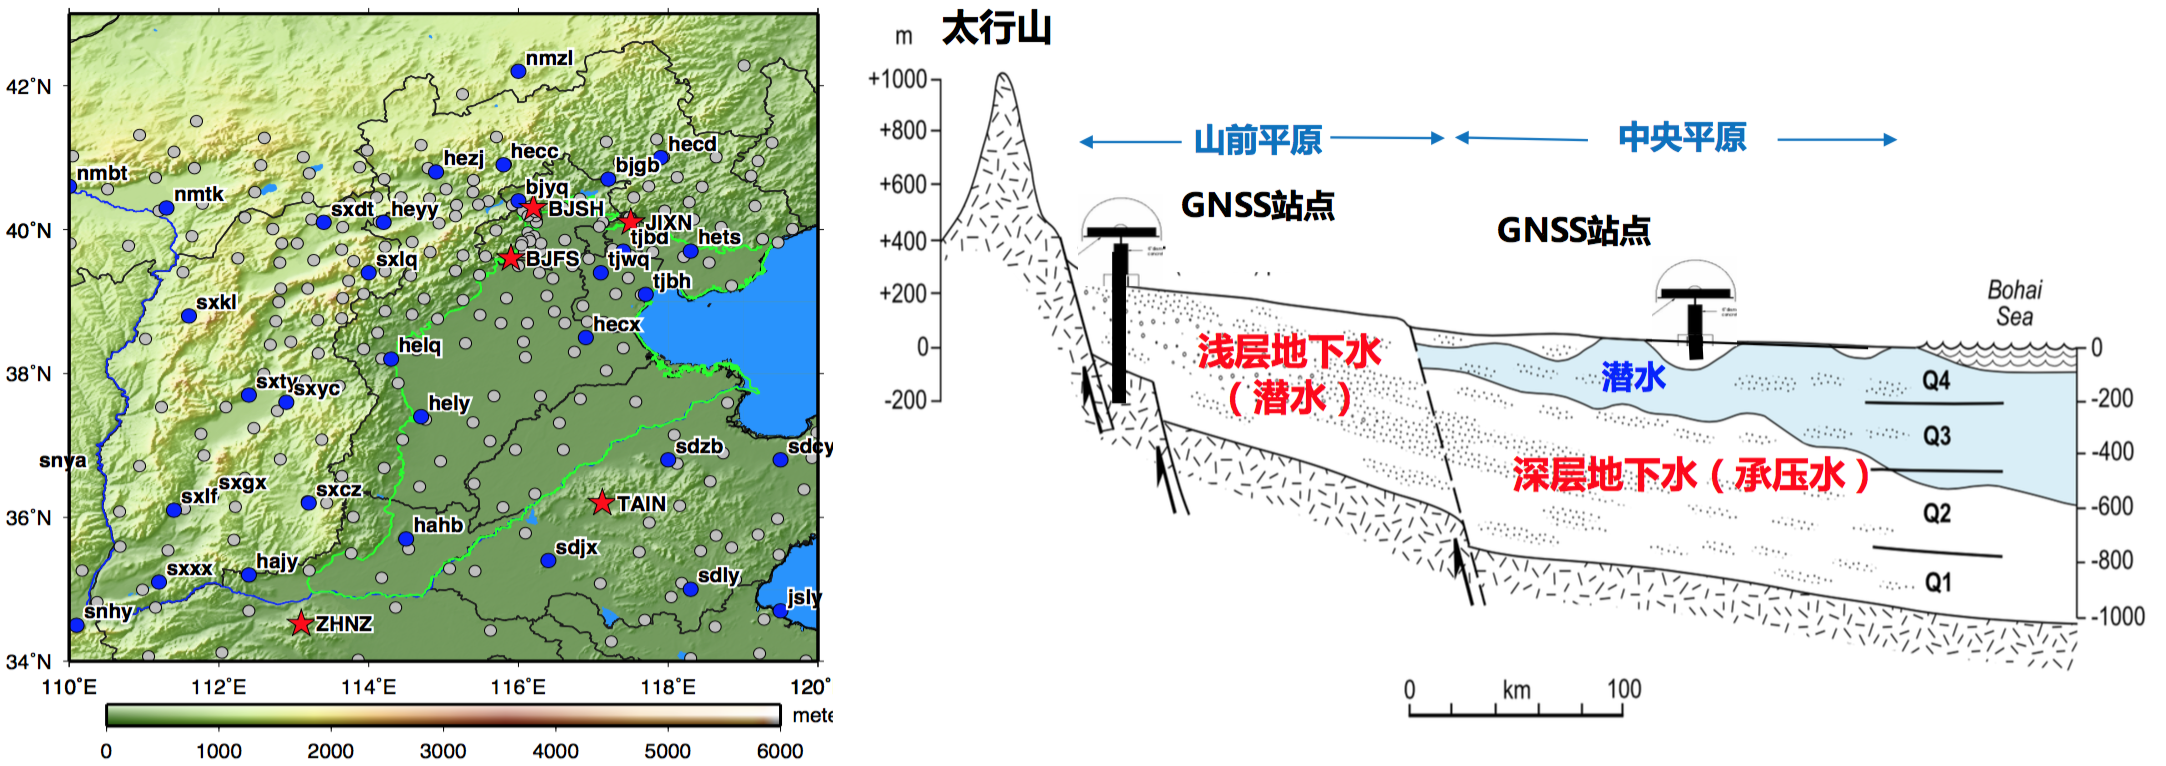 42°N
40°N
38°N
36°N
34°N
110°E
112°E
114°E
116°E
118°E
120°
nmzl
hecd
hecc
hezj
bjgb
nmbt
nmtk
bjyq
BJSH
sxdt
heyy
JIXN
tjbd
hets
BJFS
tjwq
sxlq
tjbh
sxkl
hecx
helq
sxty
sxyc
hely
sdzb
sdcy
snya
sxgx
sxlf
sxcz
TAIN
hahb
sdjx
hajy
sxxx
sdly
jsly
snhy
ZHNZ
0
1000
2000
3000
4000
5000
6000
m
太行山
+1000
+800
+600
+400
+200
0
-200
山前平原
中央平原
GNSS站点
GNSS站点
Bohai
Sea
浅层地下水
（潜水）
潜水
深层地下水（承压水）
Q4
Q3
Q2
Q1
0
-200
-400
-600
-800
-1000
0
km
100